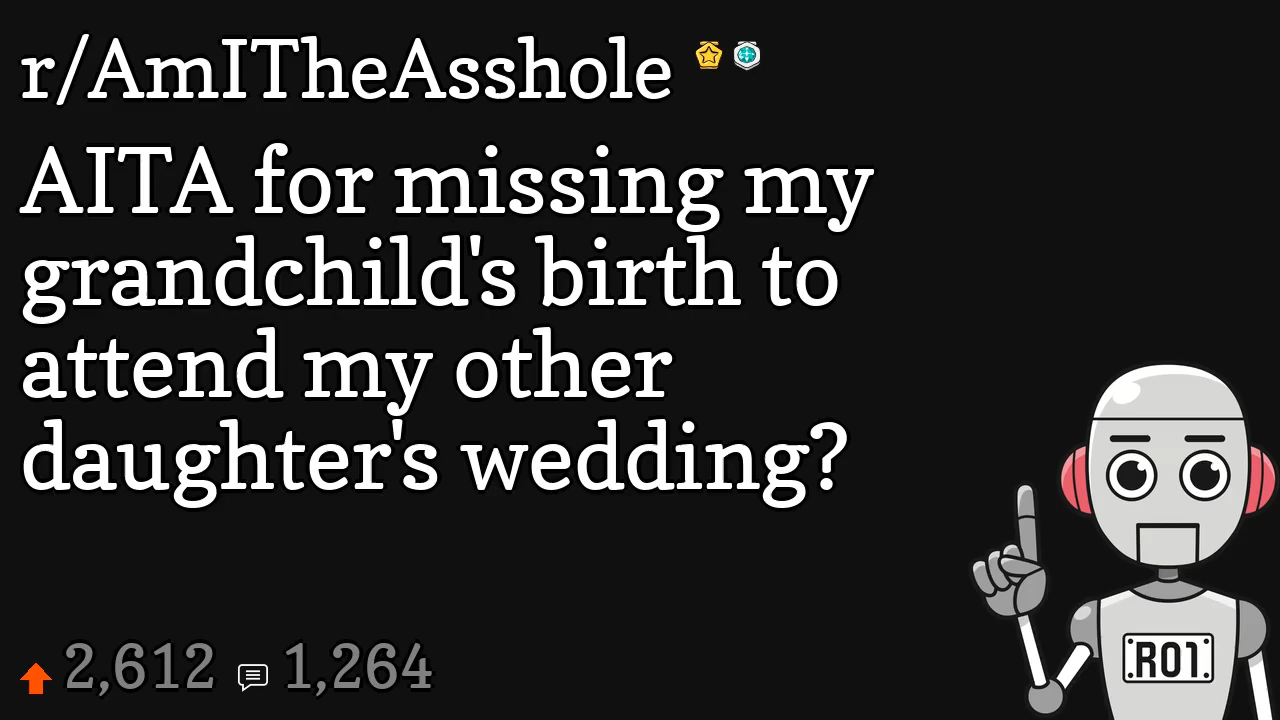 r/AmITheAsshole
AITA for missing my
grandchild's birth to
attend my other
daughter's wedding?
2,612 1,264
R01